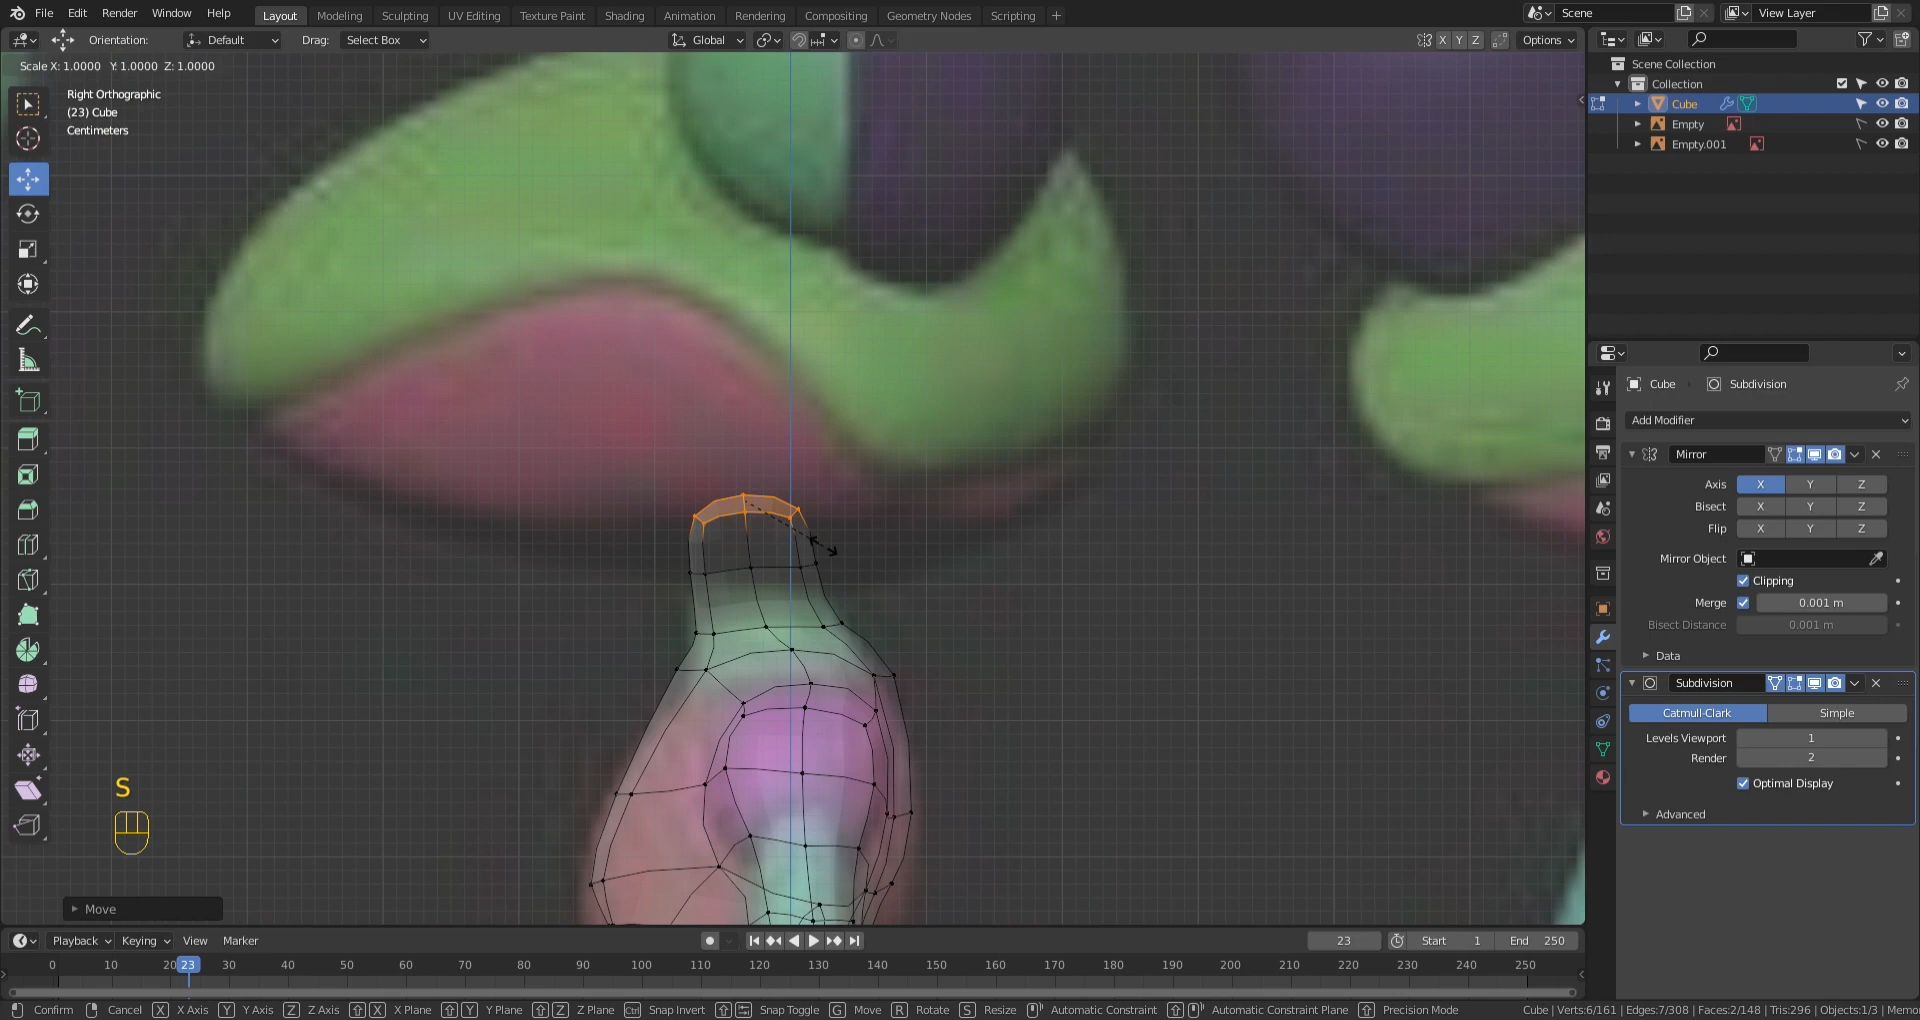 File Edit Render Window Help Layout Modeling Sculpting UV Editing Texture Paint Shading Animation Rendering Compositing Geometry Nodes Scripting + Scene View Layer
Orientation: Default Drag: Select Box Global X Y Z Options
Scale X: 1.0000 Y: 1.0000 Z: 1.0000
Right Orthographic
(23) Cube
Centimeters
Scene Collection
Collection
Cube
Empty
Empty.001
Cube Subdivision
Add Modifier
Mirror
Axis X Y Z
Bisect X Y Z
Flip X Y Z
Mirror Object
Clipping
Merge 0.001 m
Bisect Distance 0.001 m
Data
Subdivision
Catmull-Clark Simple
Levels Viewport 1
Render 2
Optimal Display
Advanced
S
Move
Playback Keying View Marker 23 Start 1 End 250
0 10 20 23 30 40 50 60 70 80 90 100 110 120 130 140 150 160 170 180 190 200 210 220 230 240 250
Confirm Cancel X X Axis Y Y Axis Z Z Axis X X Plane Y Y Plane Z Z Plane Ctrl Snap Invert Snap Toggle G Move R Rotate S Resize Automatic Constraint Automatic Constraint Plane Precision Mode Cube | Verts:6/161 | Edges:7/308 | Faces:2/148 | Tris:296 | Objects:1/3 | Memo